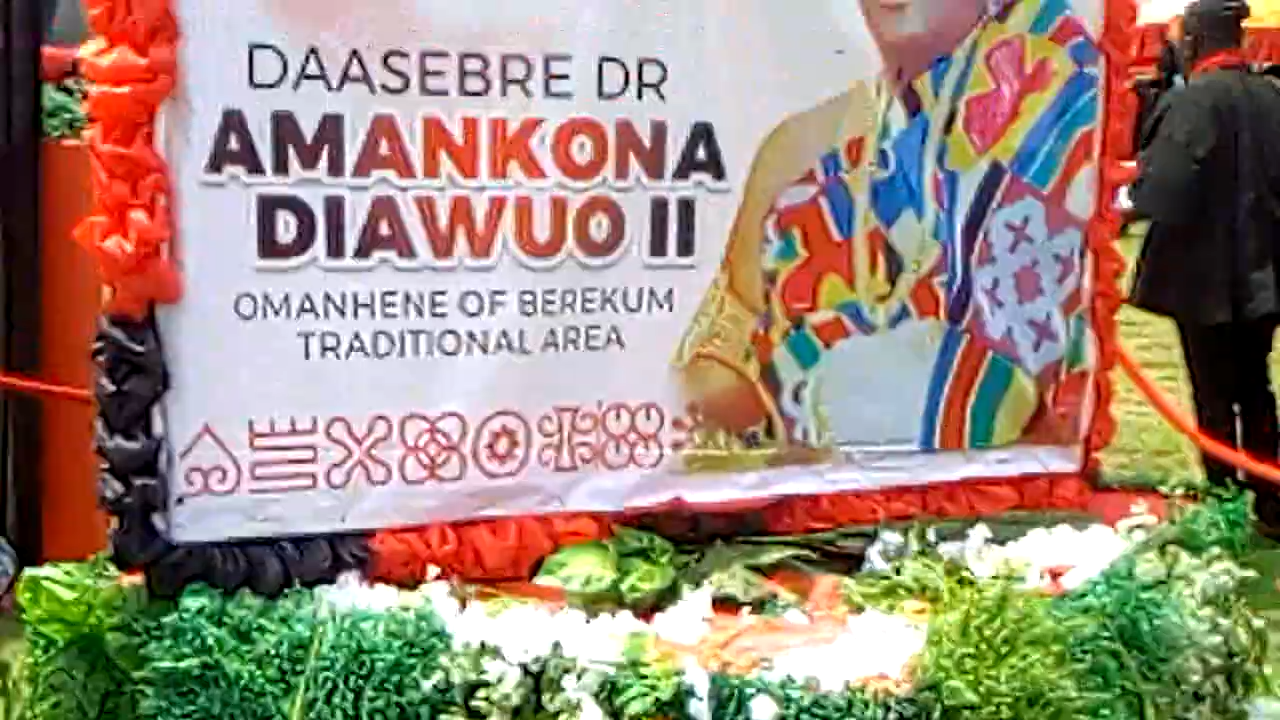 DAASEBRE DR
AMANKONA
DIAWUO II
OMANHENE OF BEREKUM
TRADITIONAL AREA